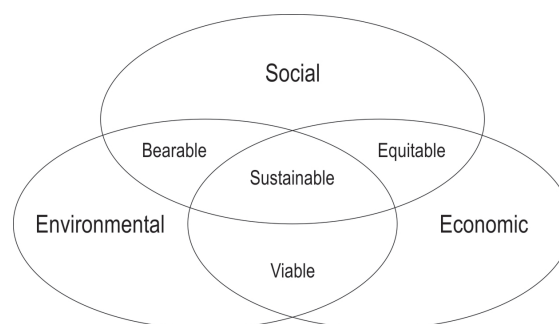 Social
Bearable
Equitable
Sustainable
Environmental
Economic
Viable